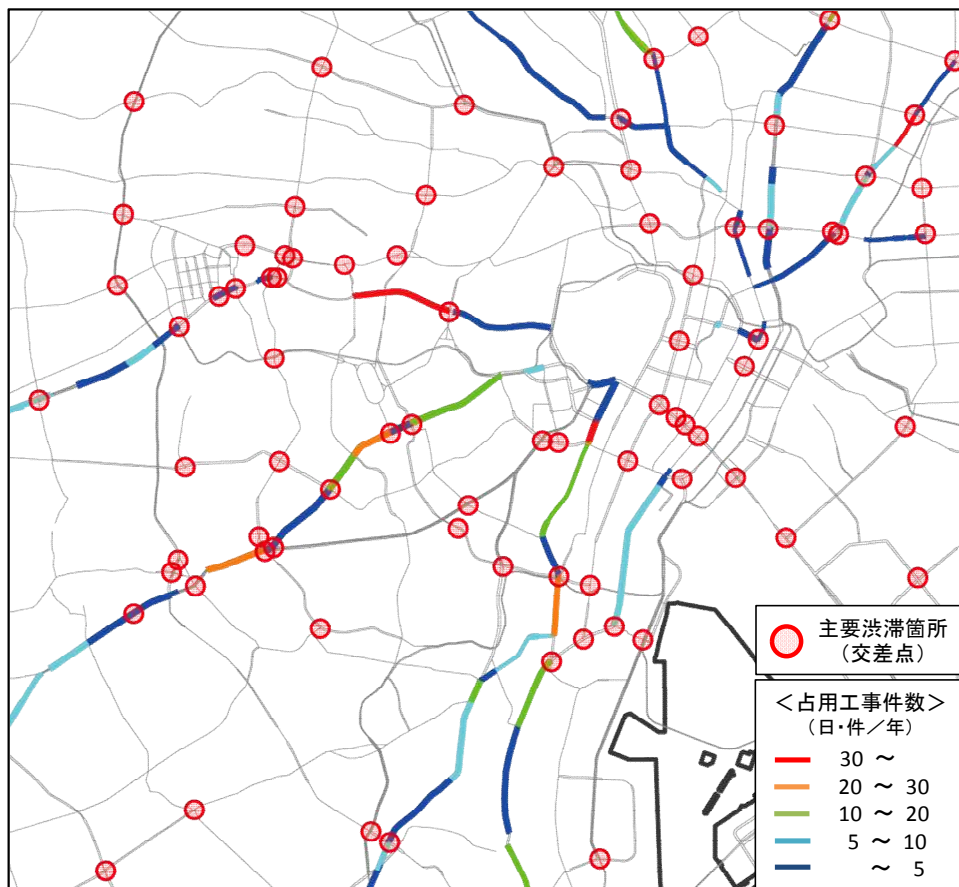 主要渋滞箇所
（交差点）
＜占用工事件数＞
（日・件／年）
30 ～
20 ～ 30
10 ～ 20
5 ～ 10
～ 5